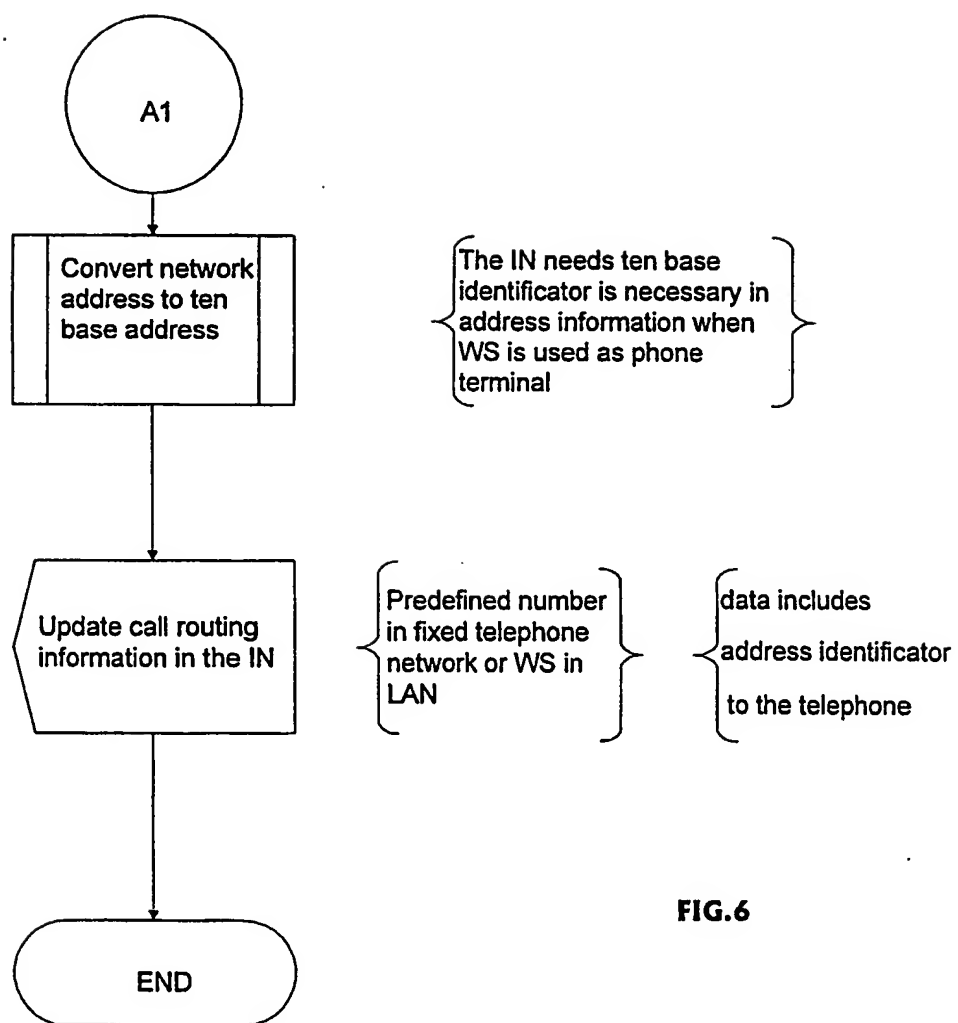 A1
Convert network
address to ten
base address
The IN needs ten base
identificator is necessary in
address information when
WS is used as phone
terminal
Update call routing
information in the IN
Predefined number
in fixed telephone
network or WS in
LAN
data includes
address identificator
to the telephone
FIG.6
END